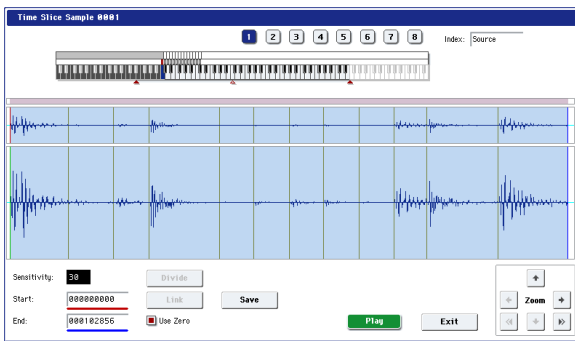 Time Slice Sample 0001
1 2 3 4 5 6 7 8 Index: Source
Sensitivity: 30 Divide
Start: 000000000 Link Save
End: 000102856 Use Zero Play Exit
Zoom